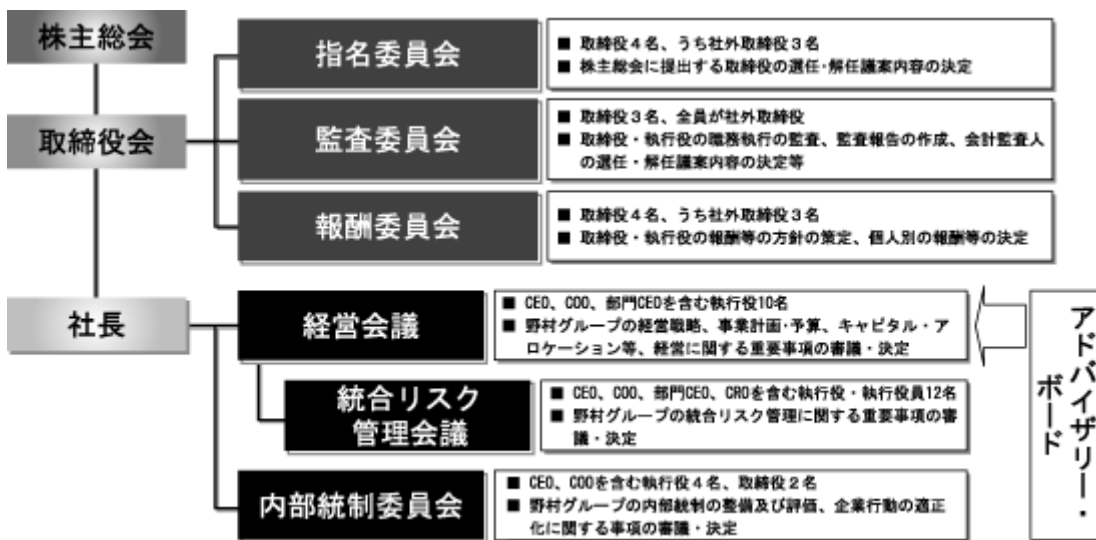 株主総会
指名委員会
■ 取締役４名、うち社外取締役３名
■ 株主総会に提出する取締役の選任・解任議案内容の決定
取締役会
監査委員会
■ 取締役３名、全員が社外取締役
■ 取締役・執行役の職務執行の監査、監査報告の作成、会計監査人
の選任・解任議案内容の決定等
報酬委員会
■ 取締役４名、うち社外取締役３名
■ 取締役・執行役の報酬等の方針の策定、個人別の報酬等の決定
社長
経営会議
■ CEO、COO、部門CEOを含む執行役10名
■ 野村グループの経営戦略、事業計画・予算、キャピタル・ア
ロケーション等、経営に関する重要事項の審議・決定
統合リスク
管理会議
■ CEO、COO、部門CEO、CROを含む執行役・執行役員12名
■ 野村グループの統合リスク管理に関する重要事項の審
議・決定
内部統制委員会
■ CEO、COOを含む執行役４名、取締役２名
■ 野村グループの内部統制の整備及び評価、企業行動の適正
化に関する事項の審議・決定
アドバイザリー・
ボード